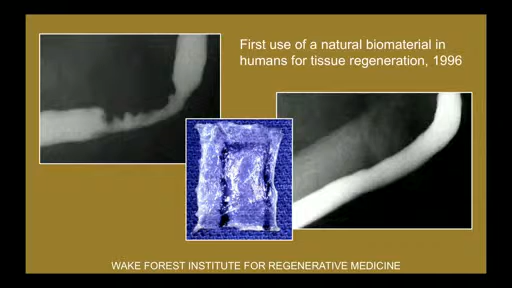 First use of a natural biomaterial in
humans for tissue regeneration, 1996
WAKE FOREST INSTITUTE FOR REGENERATIVE MEDICINE